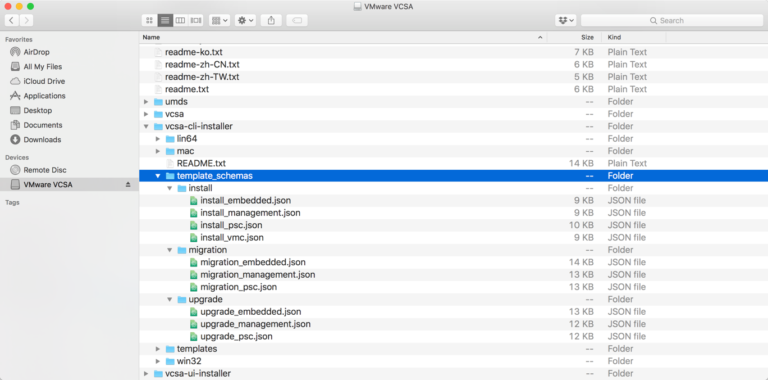 VMware VCSA
Search
Favorites
AirDrop
All My Files
iCloud Drive
Applications
Desktop
Documents
Downloads
Devices
Remote Disc
VMware VCSA
Tags
Name Size Kind
readme-ko.txt 7 KB Plain Text
readme-zh-CN.txt 6 KB Plain Text
readme-zh-TW.txt 5 KB Plain Text
readme.txt 6 KB Plain Text
umds -- Folder
vcsa -- Folder
vcsa-cli-installer -- Folder
lin64 -- Folder
mac -- Folder
README.txt 14 KB Plain Text
template_schemas -- Folder
install -- Folder
install_embedded.json 9 KB JSON file
install_management.json 9 KB JSON file
install_psc.json 10 KB JSON file
install_vmc.json 9 KB JSON file
migration -- Folder
migration_embedded.json 14 KB JSON file
migration_management.json 13 KB JSON file
migration_psc.json 13 KB JSON file
upgrade -- Folder
upgrade_embedded.json 13 KB JSON file
upgrade_management.json 12 KB JSON file
upgrade_psc.json 12 KB JSON file
templates -- Folder
win32 -- Folder
vcsa-ui-installer -- Folder